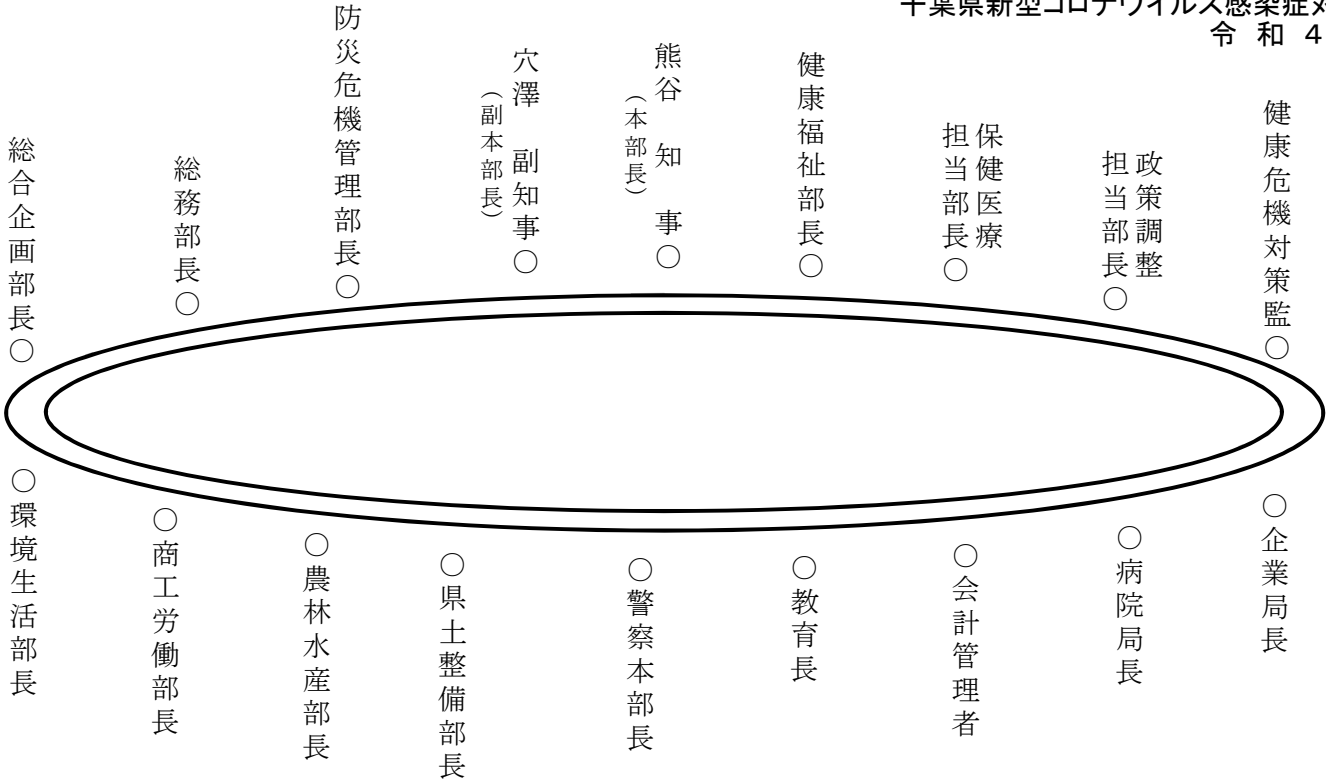 千葉県新型コロナウイルス感染症対
令和4
総合企画部長○
総務部長○
防災危機管理部長○
穴澤 副知事○
(副本部長)
熊谷 知 事○
(本部長)
健康福祉部長○
保健医療
担当部長○
政策調整
担当部長○
健康危機対策監○
○環境生活部長
○商工労働部長
○農林水産部長
○県土整備部長
○警察本部長
○教育長
○会計管理者
○病院局長
○企業局長